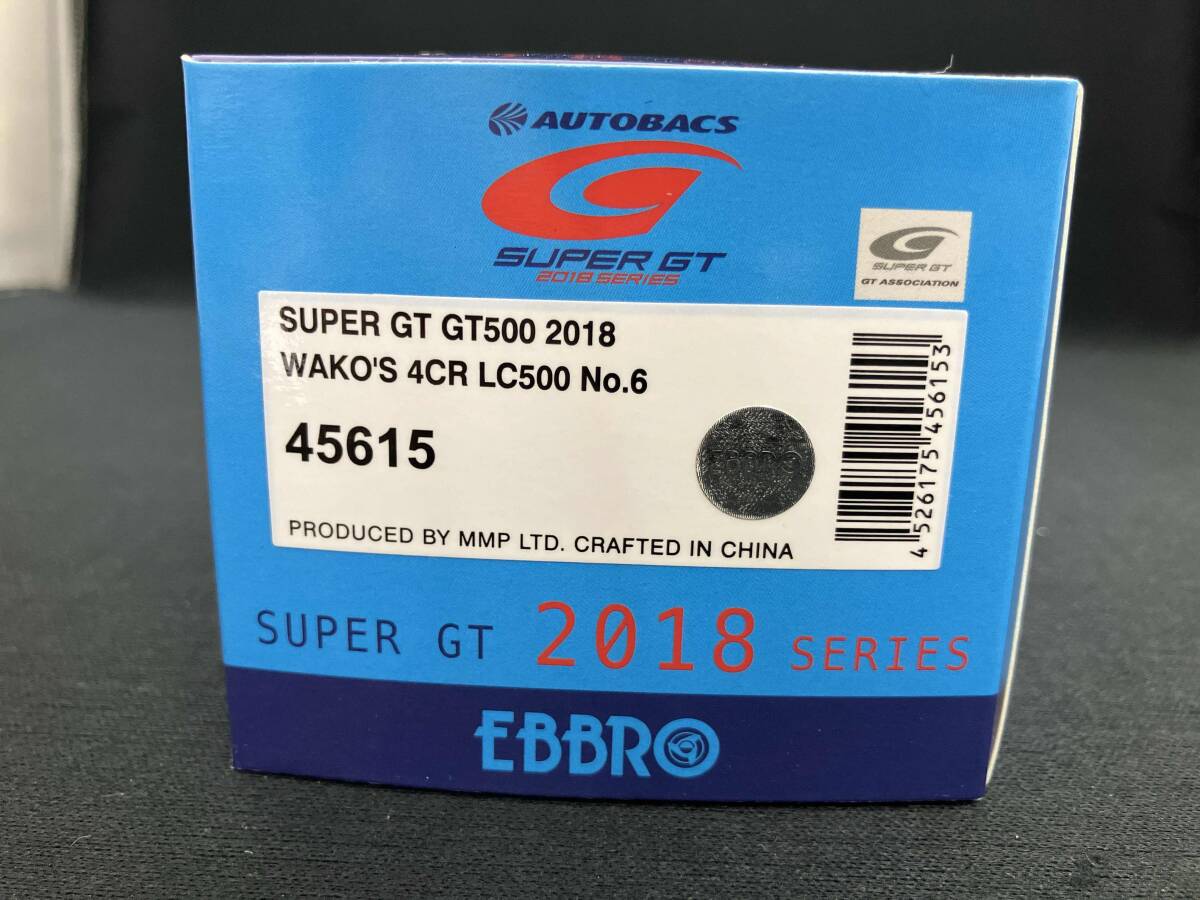 AUTOBACS
SUPER GT
2018 SERIES
SUPER GT
GT ASSOCIATION
SUPER GT GT500 2018
WAKO'S 4CR LC500 No.6
45615
EBBRO
PRODUCED BY MMP LTD. CRAFTED IN CHINA
4 526175 456153
SUPER GT 2018 SERIES
EBBRO